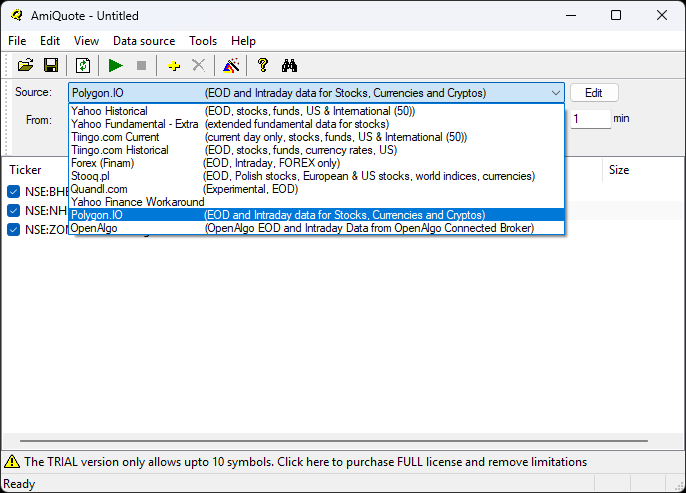 AmiQuote - Untitled
File Edit View Data source Tools Help
Source: Polygon.IO (EOD and Intraday data for Stocks, Currencies and Cryptos) Edit
From: 1 min
Yahoo Historical (EOD, stocks, funds, US & International (50))
Yahoo Fundamental - Extra (extended fundamental data for stocks)
Tiingo.com Current (current day only, stocks, funds, US & International (50))
Tiingo.com Historical (EOD, stocks, funds, currency rates, US)
Forex (Finam) (EOD, Intraday, FOREX only)
Stooq.pl (EOD, Polish stocks, European & US stocks, world indices, currencies)
Quandl.com (Experimental, EOD)
Yahoo Finance Workaround
Polygon.IO (EOD and Intraday data for Stocks, Currencies and Cryptos)
OpenAlgo (OpenAlgo EOD and Intraday Data from OpenAlgo Connected Broker)
Ticker Size
NSE:BHE
NSE:NH
NSE:ZO
The TRIAL version only allows upto 10 symbols. Click here to purchase FULL license and remove limitations
Ready